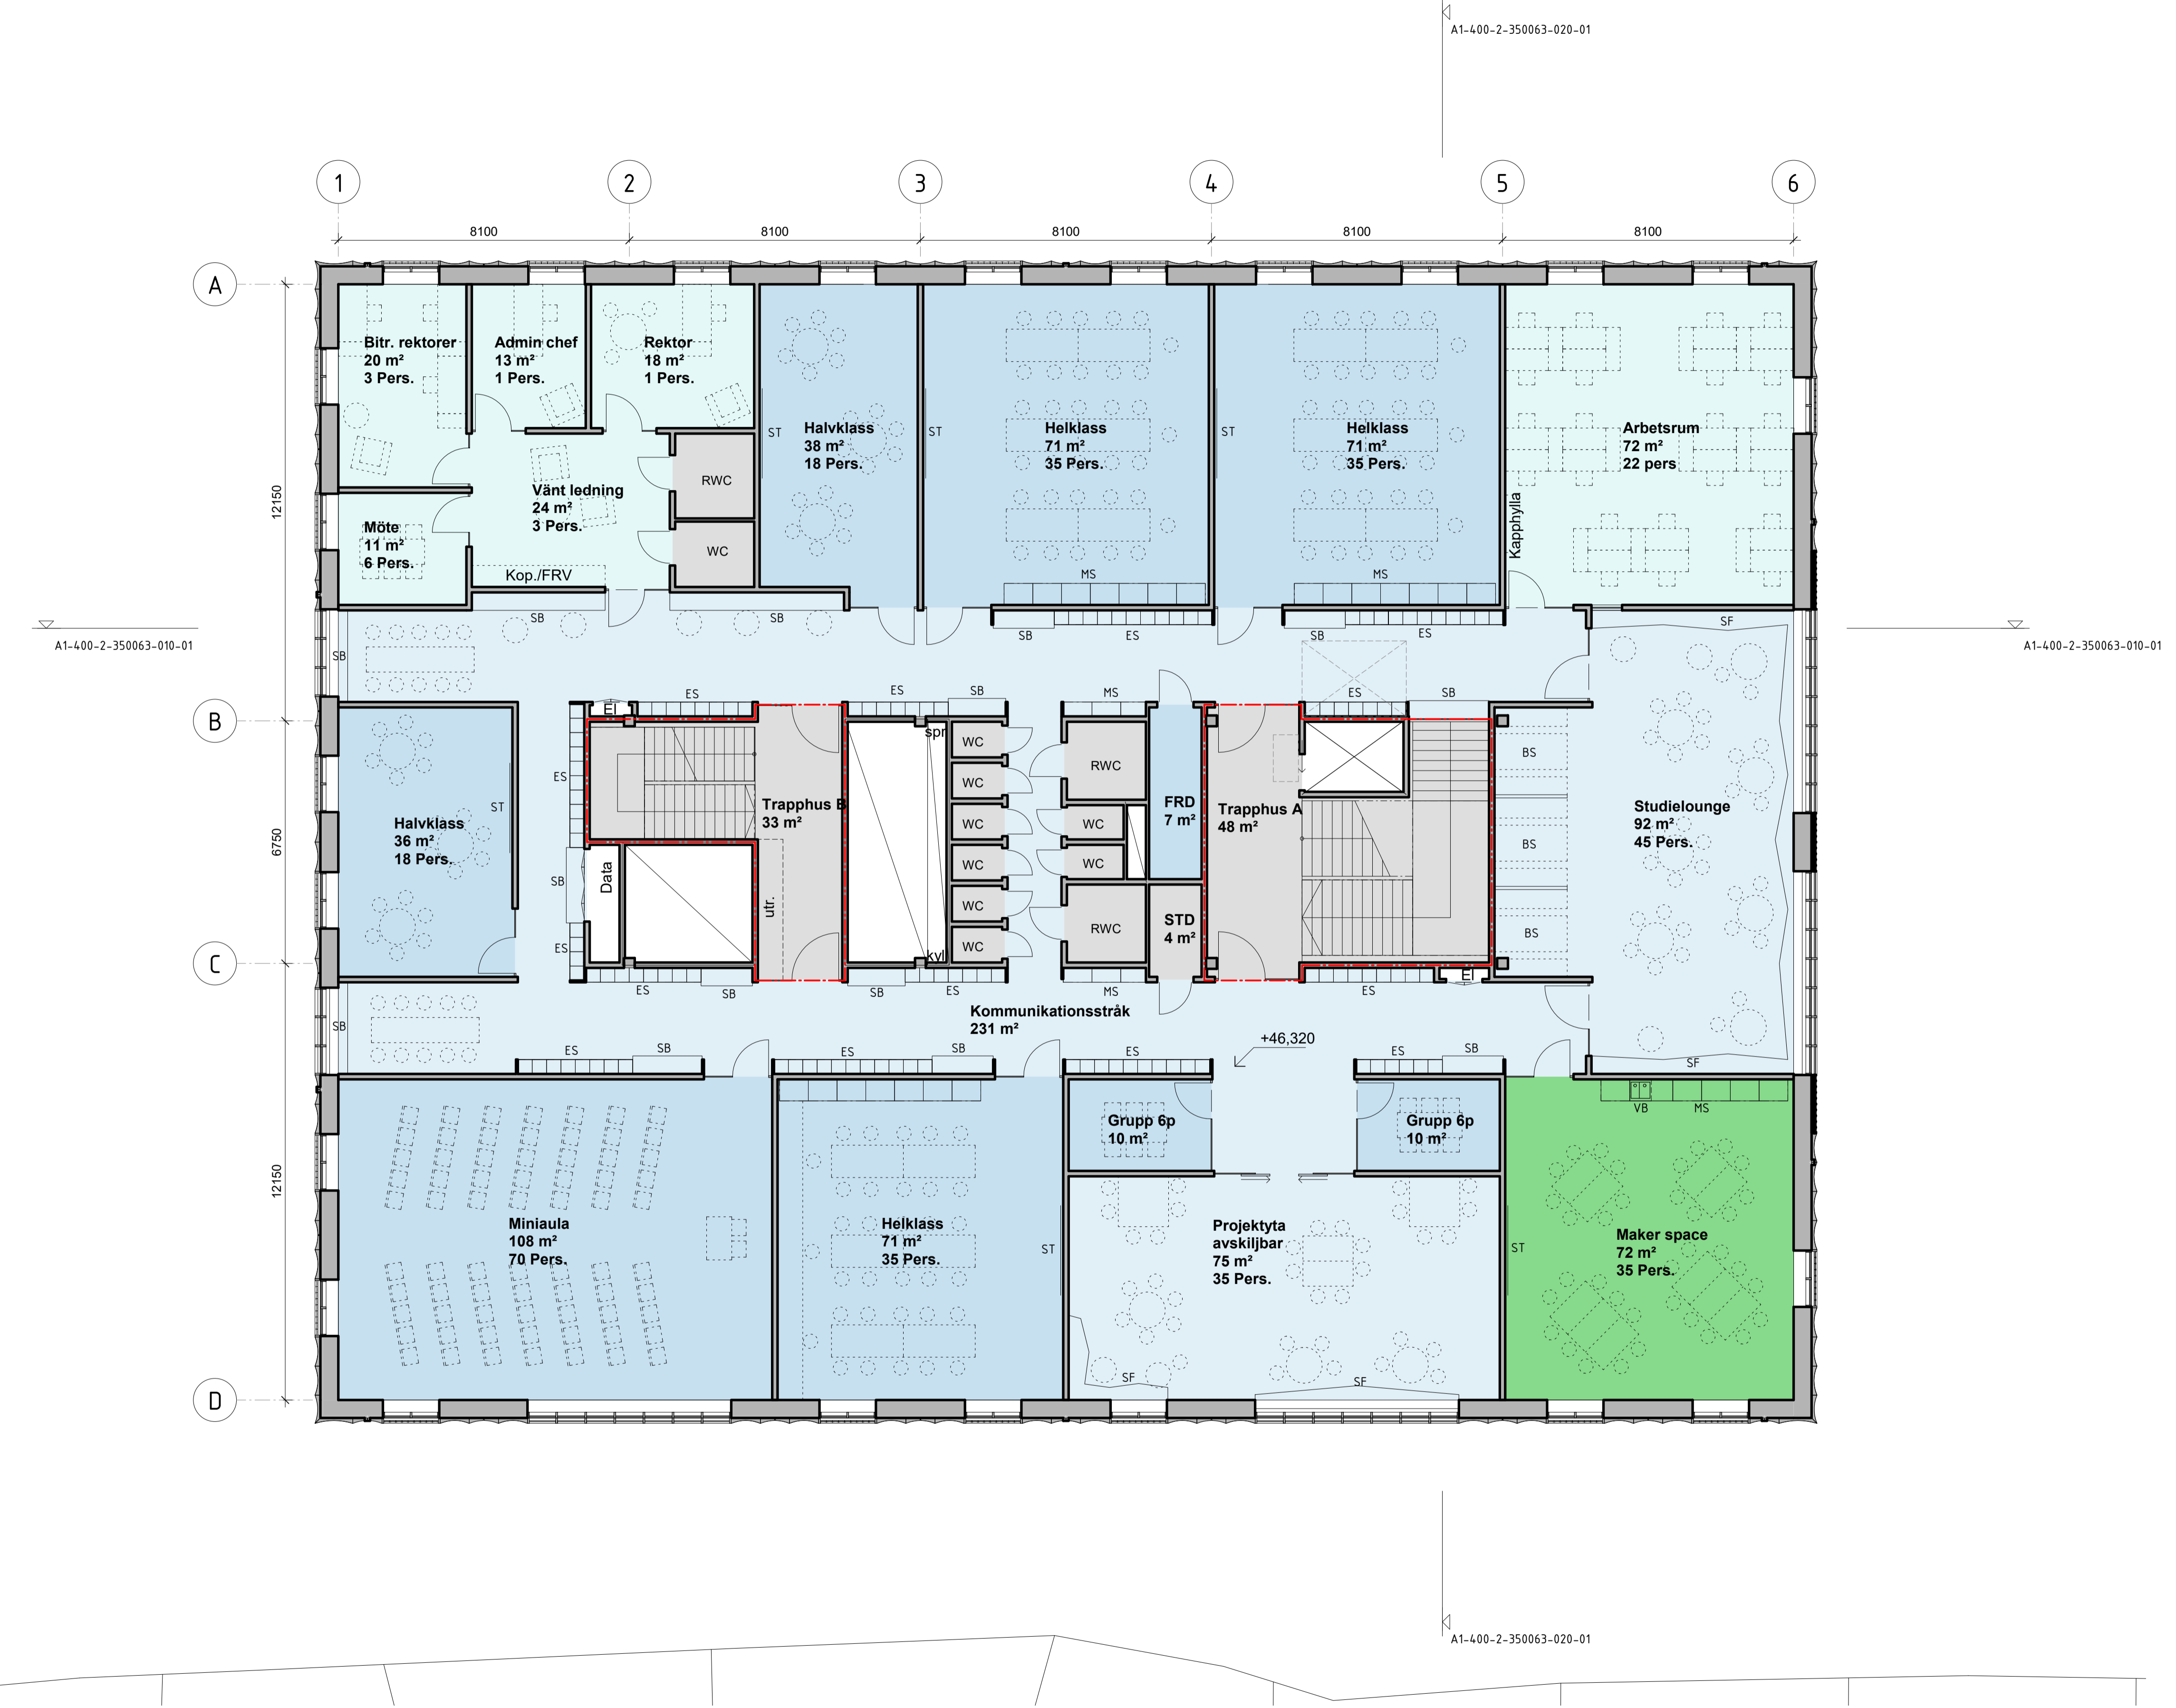 A1-400-2-350063-020-01
1 2 3 4 5 6
8100 8100 8100 8100 8100
A
Bitr. rektorer
20 m²
3 Pers.
Admin chef
13 m²
1 Pers.
Rektor
18 m²
1 Pers.
ST
Halvklass
38 m²
18 Pers.
ST
Helklass
71 m²
35 Pers.
ST
Helklass
71 m²
35 Pers.
Arbetsrum
72 m²
22 pers
12150
Vänt ledning
24 m²
3 Pers.
RWC
WC
Kapphylla
Möte
11 m²
6 Pers.
Kop./FRV
MS
MS
SB
SB
SB
ES
SB
ES
SF
A1-400-2-350063-010-01
A1-400-2-350063-010-01
SB
B
El
ES
ES
SB
MS
ES
SB
spr
WC
WC
WC
WC
WC
WC
RWC
WC
WC
RWC
BS
BS
BS
ES
ST
6750
Halvklass
36 m²
18 Pers.
Trapphus B
33 m²
FRD
7 m²
Trapphus A
48 m²
Studielounge
92 m²
45 Pers.
SB
Data
utr.
STD
4 m²
ES
kyl
C
El
ES
SB
SB
ES
MS
ES
SB
Kommunikationsstråk
231 m²
+46,320
ES
SB
ES
SB
ES
ES
SB
SF
VB
MS
Grupp 6p
10 m²
Grupp 6p
10 m²
12150
Miniaula
108 m²
70 Pers.
Helklass
71 m²
35 Pers.
ST
Projektyta
avskiljbar
75 m²
35 Pers.
ST
Maker space
72 m²
35 Pers.
SF
SF
D
A1-400-2-350063-020-01